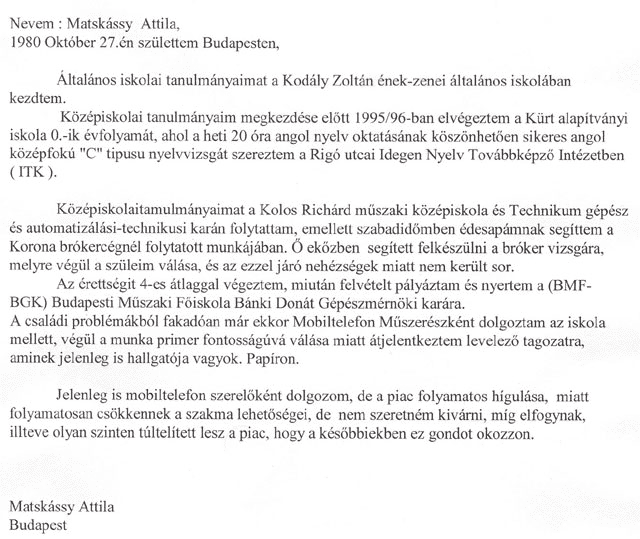 Nevem : Matskássy  Attila,
1980 Október 27.én születtem Budapesten,
Általános iskolai tanulmányaimat a Kodály Zoltán ének-zenei általános iskolában
kezdtem.
Középiskolai tanulmányaim megkezdése előtt 1995/96-ban elvégeztem a Kürt alapítványi
iskola 0.-ik évfolyamát, ahol a heti 20 óra angol nyelv oktatásának köszönhetően sikeres angol
középfokú "C" tipusu nyelvvizsgát szereztem a Rigó utcai Idegen Nyelv Továbbképző Intézetben
( ITK ).
Középiskolaitamulmányaimat a Kolos Richárd műszaki középiskola és Technikum gépész
és automatizálási-technikusi karán folytattam, emellett szabadidőmben édesapámnak segíttem a
Korona brókercégnél folytatott munkájában. Ő eközben  segített felkészülni a bróker vizsgára,
melyre végül a szüleim válása, és az ezzel járó nehézségek miatt nem került sor.
Az érettségit 4-es átlaggal végeztem, miután felvételt pályáztam és nyertem a (BMF-
BGK) Budapesti Műszaki Főiskola Bánki Donát Gépészmérnöki karára.
A családi problémákból fakadóan már ekkor Mobiltelefon Műszerészként dolgoztam az iskola
mellett, végül a munka primer fontosságúvá válása miatt átjelentkeztem levelező tagozatra,
aminek jelenleg is hallgatója vagyok. Papíron.
Jelenleg is mobiltelefon szerelőként dolgozom, de a piac folyamatos hígulása,  miatt
folyamatosan csökkennek a szakma lehetőségei, de  nem szeretném kivárni, míg elfogynak,
illteve olyan szinten túltelített lesz a piac, hogy a későbbiekben ez gondot okozzon.
Matskássy Attila
Budapest